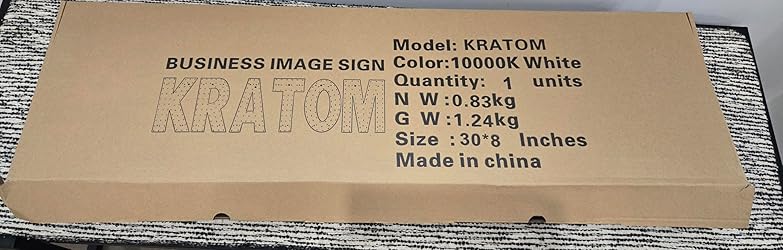 BUSINESS IMAGE SIGN
KRATOM
Model: KRATOM
Color:10000K White
Quantity: 1 units
N W:0.83kg
G W:1.24kg
Size :30*8 Inches
Made in china